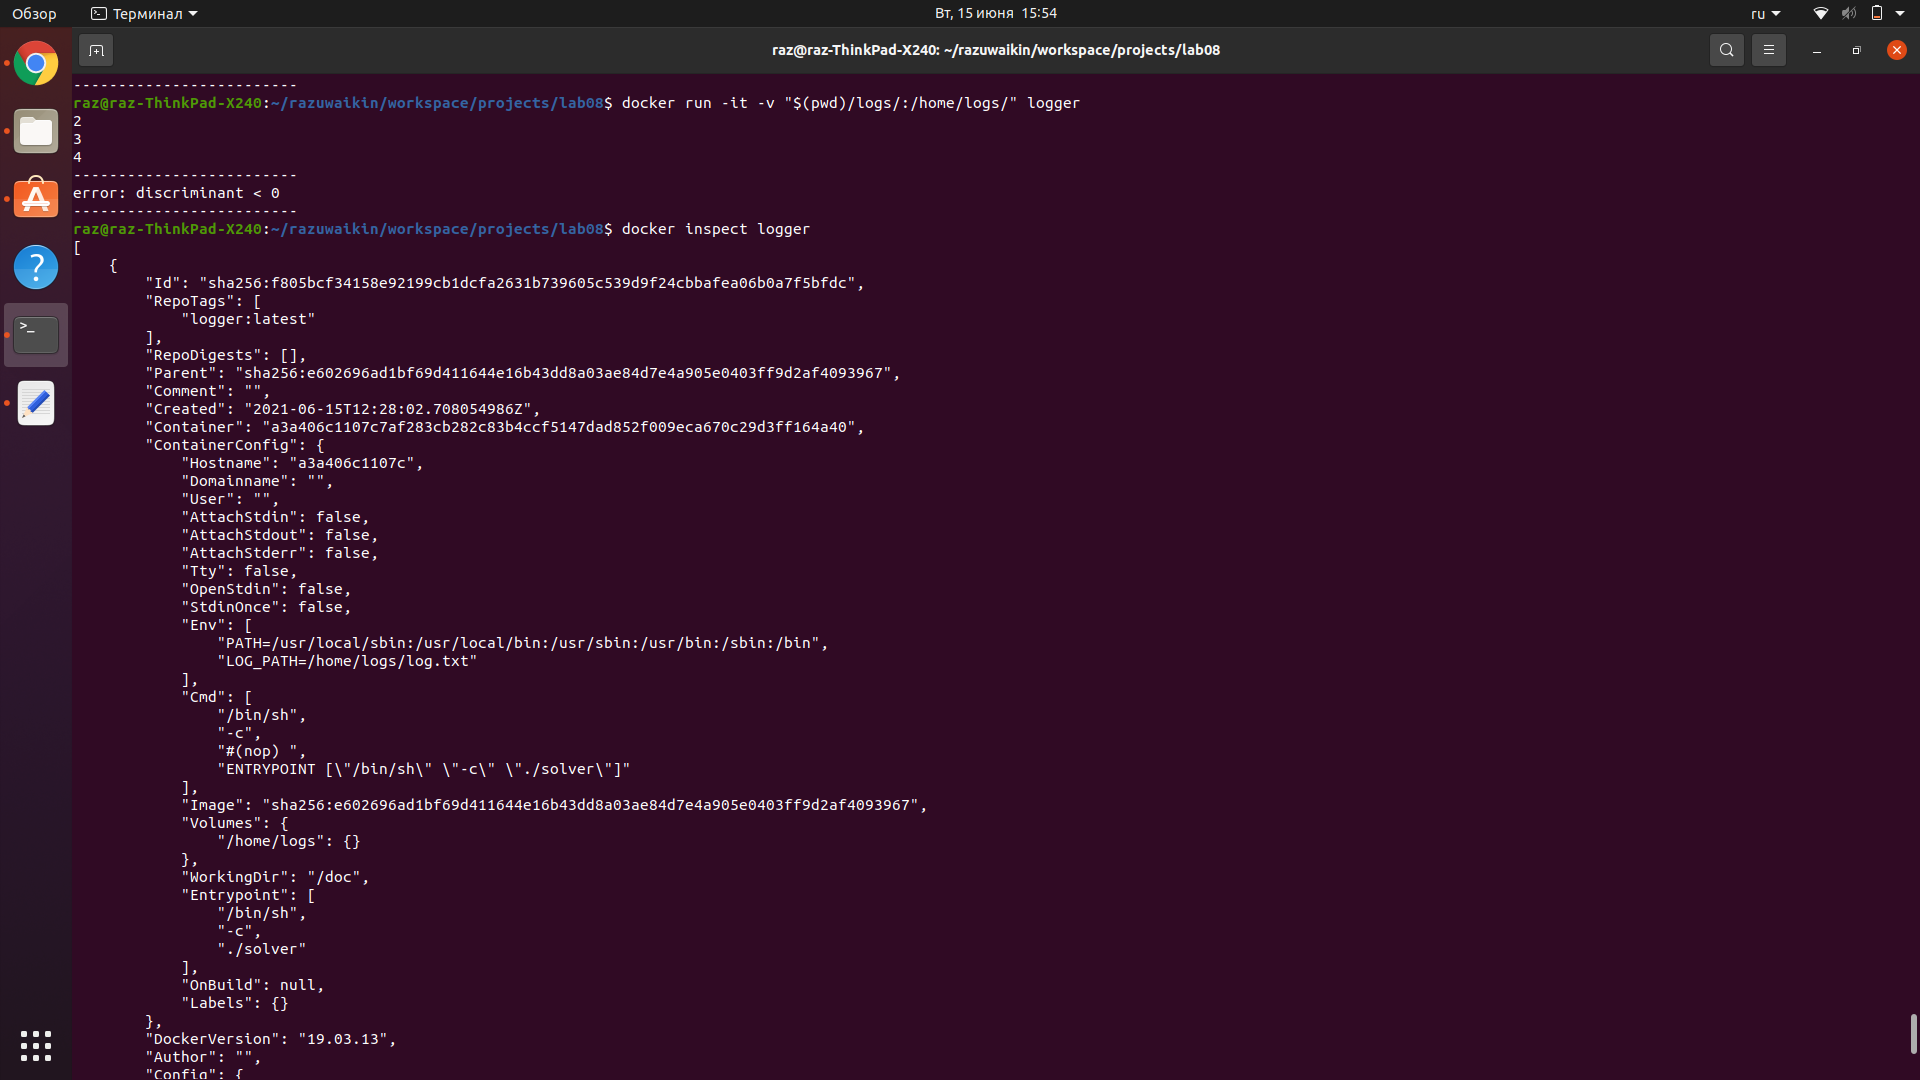 Обзор
Терминал
Вт, 15 июня 15:54
ru
raz@raz-ThinkPad-X240: ~/razuwaikin/workspace/projects/lab08
-------------------------
raz@raz-ThinkPad-X240:~/razuwaikin/workspace/projects/lab08$ docker run -it -v "$(pwd)/logs/:/home/logs/" logger
2
3
4
-------------------------
error: discriminant < 0
-------------------------
raz@raz-ThinkPad-X240:~/razuwaikin/workspace/projects/lab08$ docker inspect logger
[
    {
        "Id": "sha256:f805bcf34158e92199cb1dcfa2631b739605c539d9f24cbbafea06b0a7f5bfdc",
        "RepoTags": [
            "logger:latest"
        ],
        "RepoDigests": [],
        "Parent": "sha256:e602696ad1bf69d411644e16b43dd8a03ae84d7e4a905e0403ff9d2af4093967",
        "Comment": "",
        "Created": "2021-06-15T12:28:02.708054986Z",
        "Container": "a3a406c1107c7af283cb282c83b4ccf5147dad852f009eca670c29d3ff164a40",
        "ContainerConfig": {
            "Hostname": "a3a406c1107c",
            "Domainname": "",
            "User": "",
            "AttachStdin": false,
            "AttachStdout": false,
            "AttachStderr": false,
            "Tty": false,
            "OpenStdin": false,
            "StdinOnce": false,
            "Env": [
                "PATH=/usr/local/sbin:/usr/local/bin:/usr/sbin:/usr/bin:/sbin:/bin",
                "LOG_PATH=/home/logs/log.txt"
            ],
            "Cmd": [
                "/bin/sh",
                "-c",
                "#(nop) ",
                "ENTRYPOINT [\"/bin/sh\" \"-c\" \"./solver\"]"
            ],
            "Image": "sha256:e602696ad1bf69d411644e16b43dd8a03ae84d7e4a905e0403ff9d2af4093967",
            "Volumes": {
                "/home/logs": {}
            },
            "WorkingDir": "/doc",
            "Entrypoint": [
                "/bin/sh",
                "-c",
                "./solver"
            ],
            "OnBuild": null,
            "Labels": {}
        },
        "DockerVersion": "19.03.13",
        "Author": "",
        "Config": {